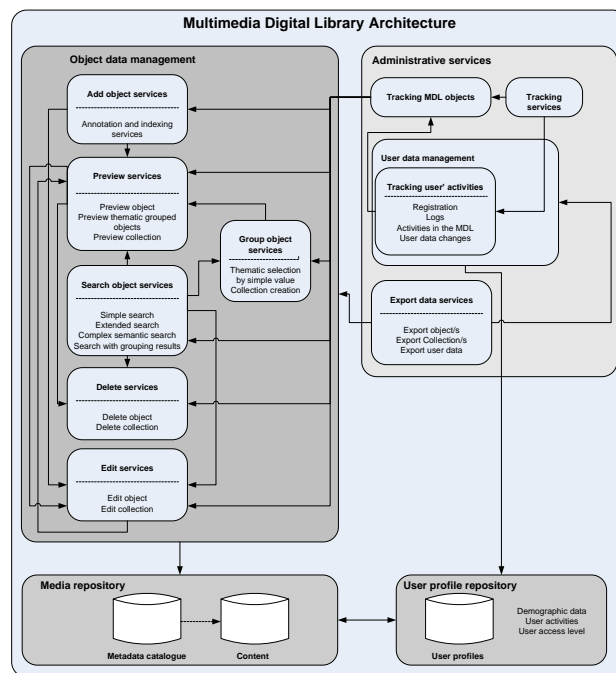 Multimedia Digital Library Architecture
Object data management
Add object services
Annotation and indexing
services
Preview services
Preview object
Preview thematic grouped
objects
Preview collection
Group object
services
Thematic selection
by simple value
Collection creation
Search object services
Simple search
Extended search
Complex semantic search
Search with grouping results
Delete services
Delete object
Delete collection
Edit services
Edit object
Edit collection
Administrative services
Tracking MDL objects
Tracking
services
User data management
Tracking user' activities
Registration
Logs
Activities in the MDL
User data changes
Export data services
Export object/s
Export Collection/s
Export user data
Media repository
Metadata catalogue
Content
User profile repository
User profiles
Demographic data
User activities
User access level